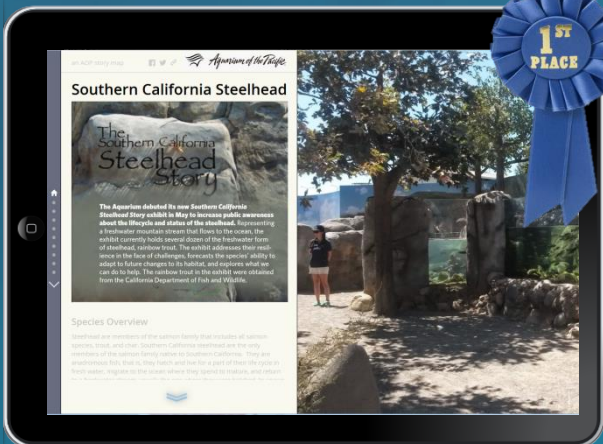 1ST
PLACE
an AOP story map
Aquarium of the Pacific
Southern California Steelhead
The
Southern California
Steelhead
Story
The Aquarium debuted its new Southern California
Steelhead Story exhibit in May to increase public awareness
about the lifecycle and status of the steelhead. Representing
a freshwater mountain stream that flows to the ocean, the
exhibit currently holds several dozen of the freshwater form
of steelhead, rainbow trout. The exhibit addresses their resil-
ience in the face of challenges, forecasts the species' ability to
adapt to future changes to its habitat, and explores what we
can do to help. The rainbow trout in the exhibit were obtained
from the California Department of Fish and Wildlife.
Species Overview
Steelhead are members of the salmon family that includes all salmon
species, trout, and char. Southern California steelhead are the only
members of the salmon family native to Southern California. They are
anadromous fish, that is, they hatch and live for a part of their life cycle in
fresh water, migrate to the ocean where they spend to mature, and return